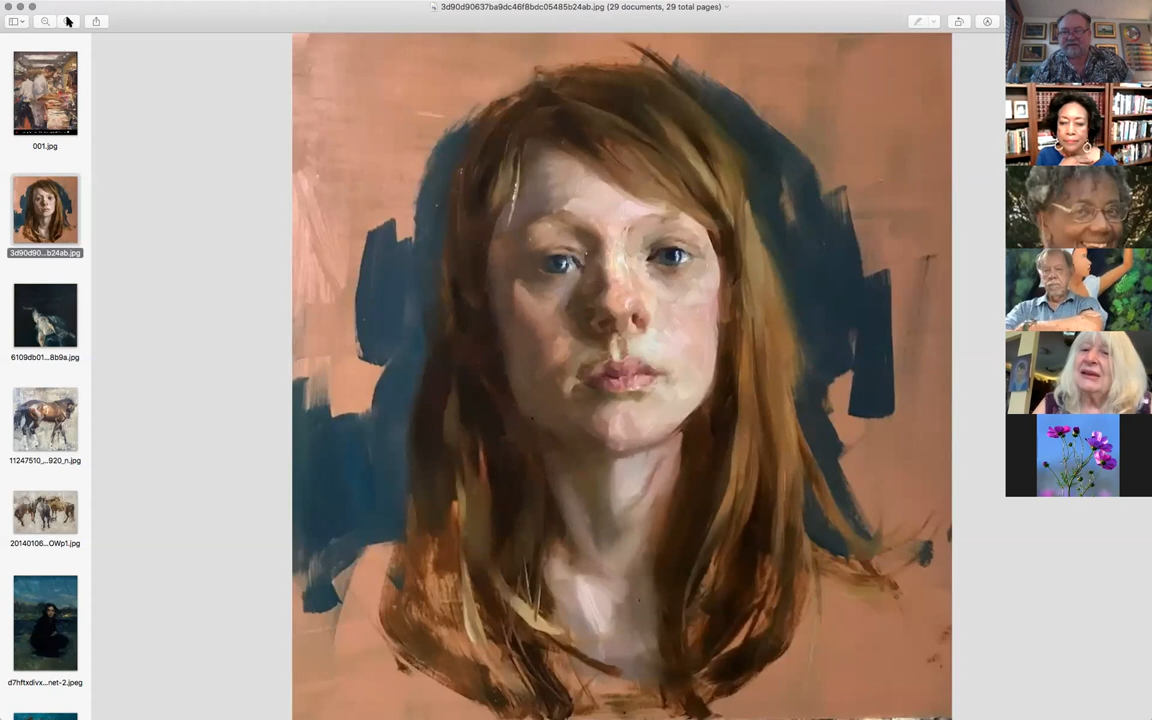 3d90d90637ba9dc46f8bdc05485b24ab.jpg (29 documents, 29 total pages)
001.jpg
3d90d90...b24ab.jpg
6109db01...8b9a.jpg
11247510_...920_n.jpg
20140106...OWp1.jpg
d7hftxdivx...net-2.jpeg